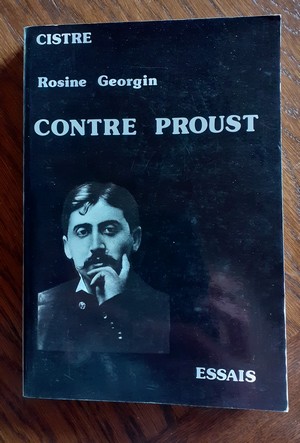 CISTRE
Rosine Georgin
CONTRE PROUST
ESSAIS